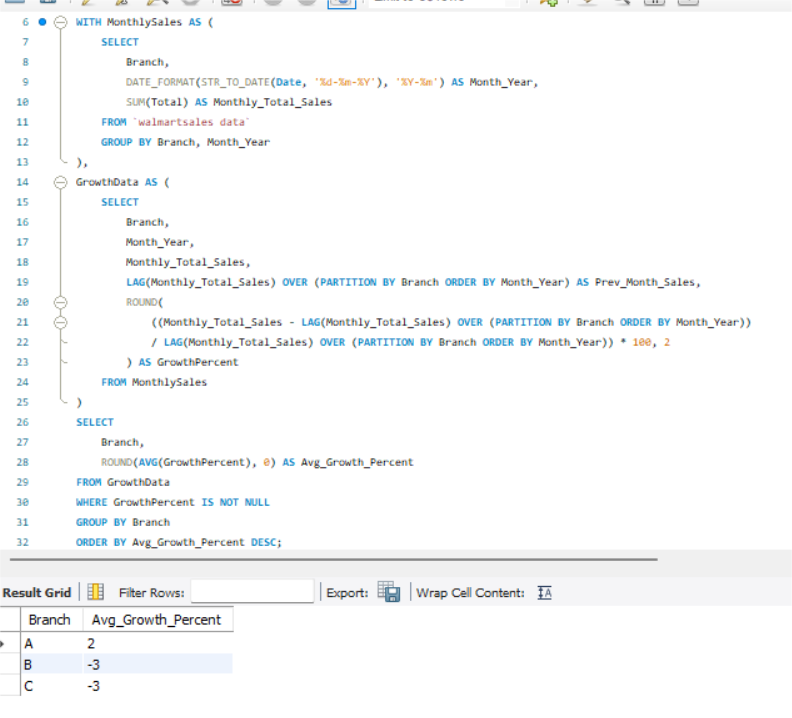 6 WITH MonthlySales AS (
7 SELECT
8 Branch,
9 DATE_FORMAT(STR_TO_DATE(Date, '%d-%m-%Y'), '%Y-%m') AS Month_Year,
10 SUM(Total) AS Monthly_Total_Sales
11 FROM `walmartsales data`
12 GROUP BY Branch, Month_Year
13 ),
14 GrowthData AS (
15 SELECT
16 Branch,
17 Month_Year,
18 Monthly_Total_Sales,
19 LAG(Monthly_Total_Sales) OVER (PARTITION BY Branch ORDER BY Month_Year) AS Prev_Month_Sales,
20 ROUND(
21 ((Monthly_Total_Sales - LAG(Monthly_Total_Sales) OVER (PARTITION BY Branch ORDER BY Month_Year))
22 / LAG(Monthly_Total_Sales) OVER (PARTITION BY Branch ORDER BY Month_Year)) * 100, 2
23 ) AS GrowthPercent
24 FROM MonthlySales
25 )
26 SELECT
27 Branch,
28 ROUND(AVG(GrowthPercent), 0) AS Avg_Growth_Percent
29 FROM GrowthData
30 WHERE GrowthPercent IS NOT NULL
31 GROUP BY Branch
32 ORDER BY Avg_Growth_Percent DESC;
Result Grid Filter Rows: Export: Wrap Cell Content:
Branch Avg_Growth_Percent
A 2
B -3
C -3